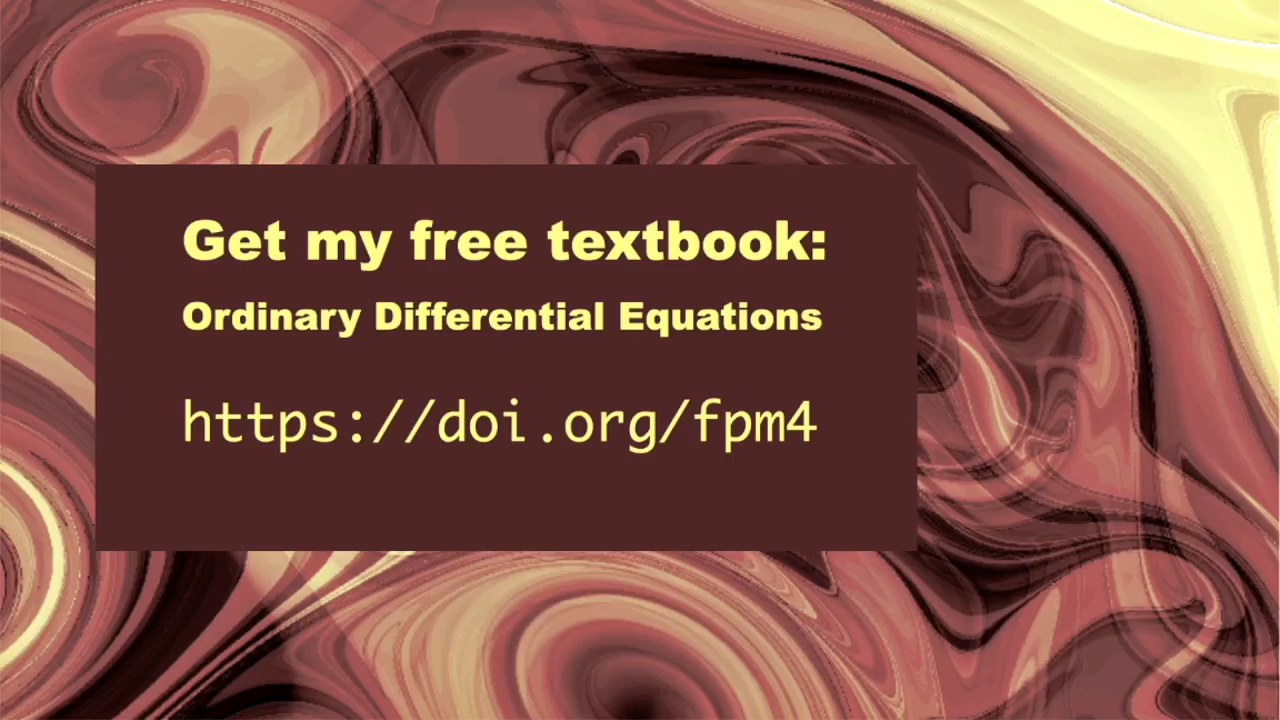 Get my free textbook:
Ordinary Differential Equations
https://doi.org/fpm4